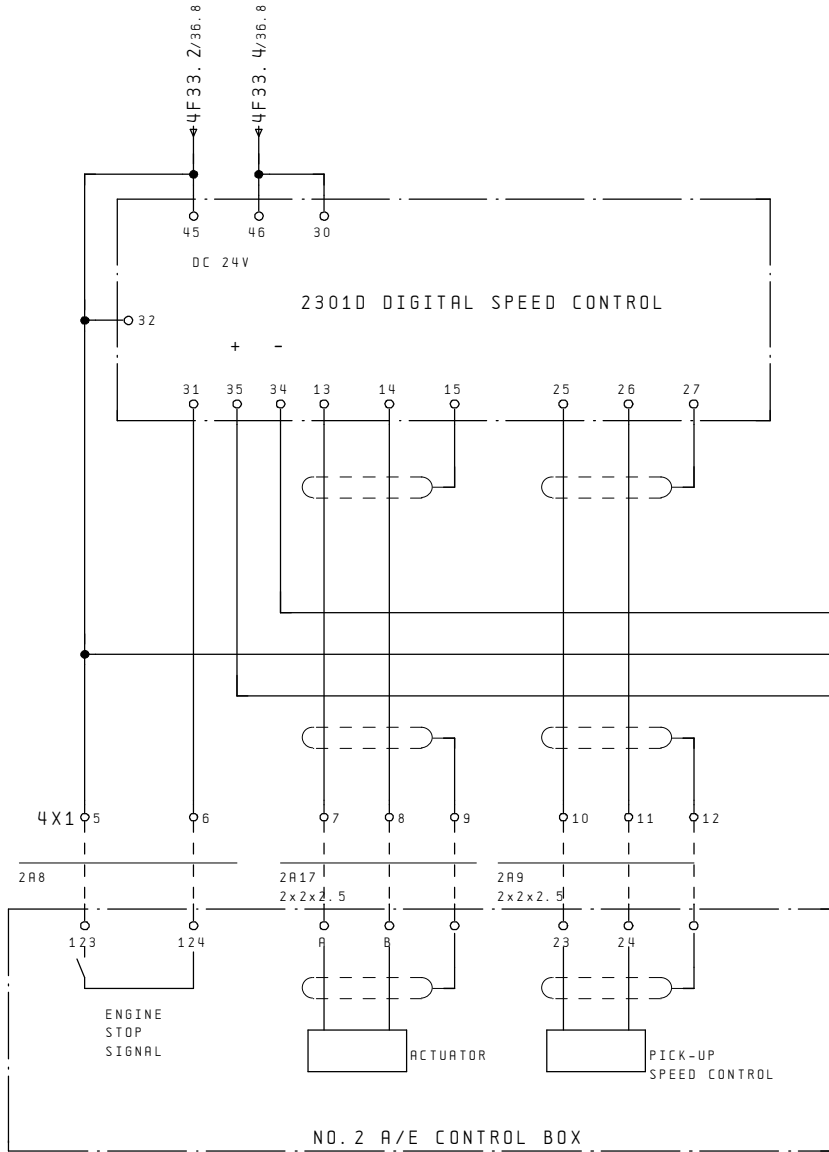 4F33.2/36.8
4F33.4/36.8
45 46 30
DC 24V
2301D DIGITAL SPEED CONTROL
32
+ -
31 35 34 13 14 15 25 26 27
4X1 5 6 7 8 9 10 11 12
2A8 2A17 2A9
2x2x2.5 2x2x2.5
123 124 A B 23 24
ENGINE
STOP
SIGNAL
ACTUATOR
PICK-UP
SPEED CONTROL
NO.2 A/E CONTROL BOX